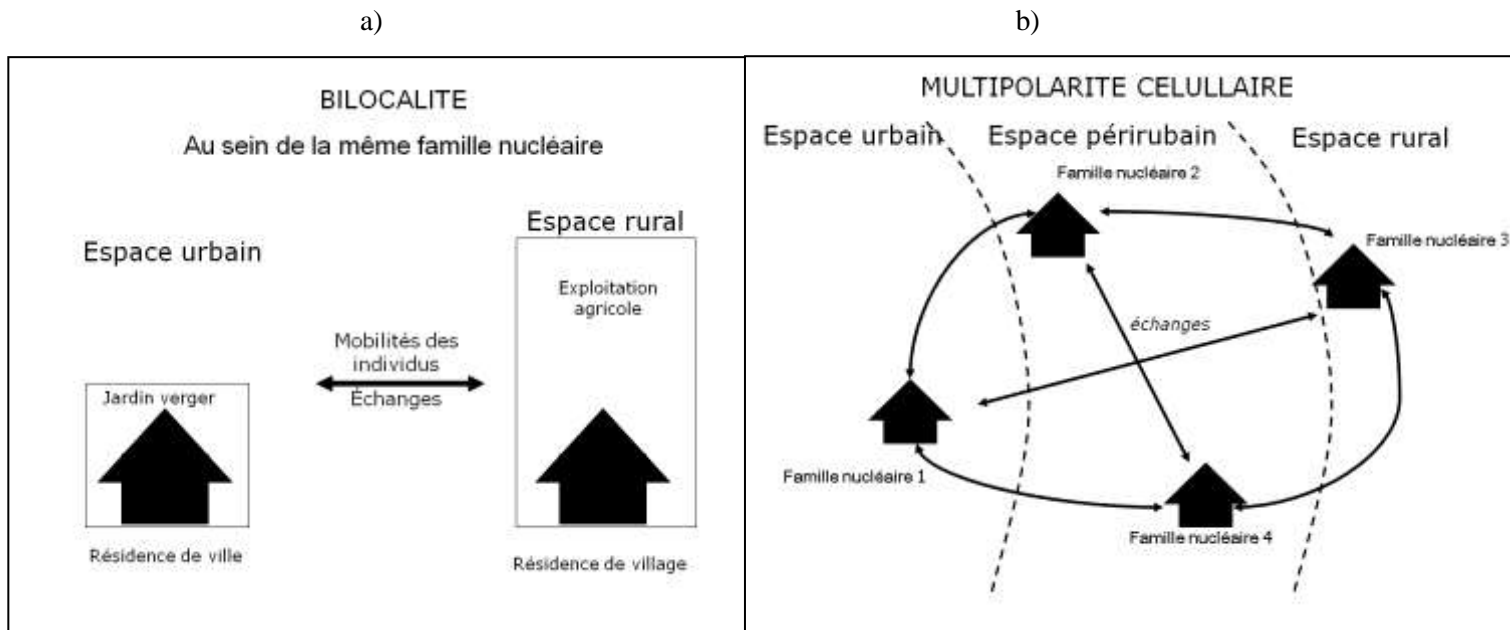 a)
b)
BILOCALITE
Au sein de la même famille nucléaire
Espace urbain
Espace rural
Exploitation
agricole
Mobilités des
individus
Échanges
Jardin verger
Résidence de ville
Résidence de village
MULTIPOLARITE CELULLAIRE
Espace urbain
Espace périrubain
Espace rural
Famille nucléaire 2
Famille nucléaire 3
échanges
Famille nucléaire 1
Famille nucléaire 4